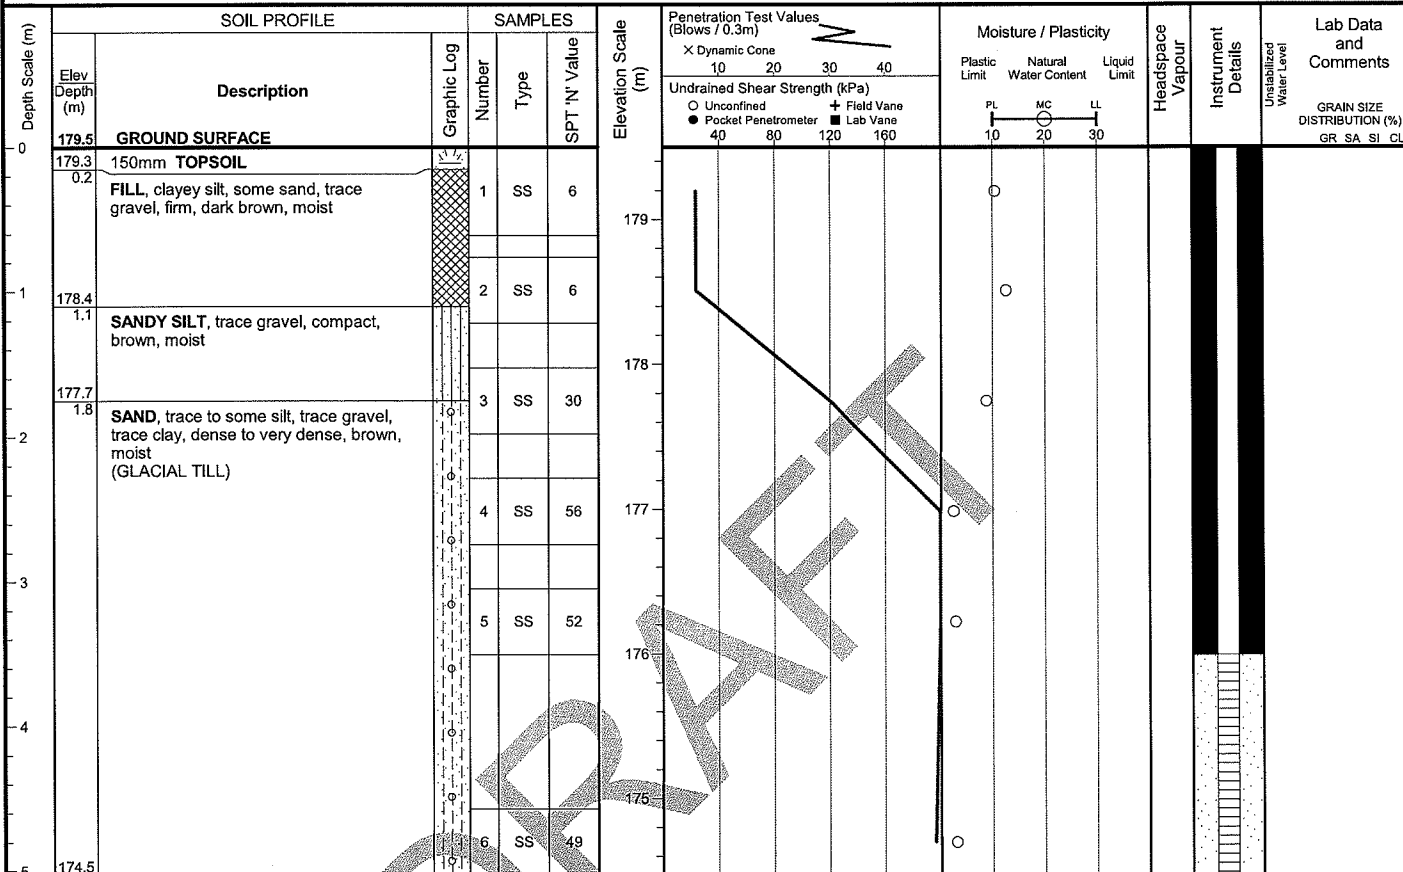 SOIL PROFILE
SAMPLES
Depth Scale (m)
Elev
Depth
(m)
Description
Graphic Log
Number
Type
SPT 'N' Value
Elevation Scale
(m)
Penetration Test Values
(Blows / 0.3m)
X Dynamic Cone
10 20 30 40
Undrained Shear Strength (kPa)
O Unconfined + Field Vane
● Pocket Penetrometer ■ Lab Vane
40 80 120 160
Moisture / Plasticity
Plastic
Limit
Natural
Water Content
Liquid
Limit
PL MC LL
10 20 30
Headspace
Vapour
Instrument
Details
Unstabilized
Water Level
Lab Data
and
Comments
GRAIN SIZE
DISTRIBUTION (%)
GR SA SI CL
179.5 GROUND SURFACE
0
179.3 150mm TOPSOIL
0.2
FILL, clayey silt, some sand, trace
gravel, firm, dark brown, moist
1 SS 6
179
2 SS 6
1
178.4
1.1
SANDY SILT, trace gravel, compact,
brown, moist
178
177.7
1.8
3 SS 30
SAND, trace to some silt, trace gravel,
trace clay, dense to very dense, brown,
moist
(GLACIAL TILL)
2
4 SS 56
177
3
5 SS 52
176
4
175
6 SS 49
174.5
5
DRAFT